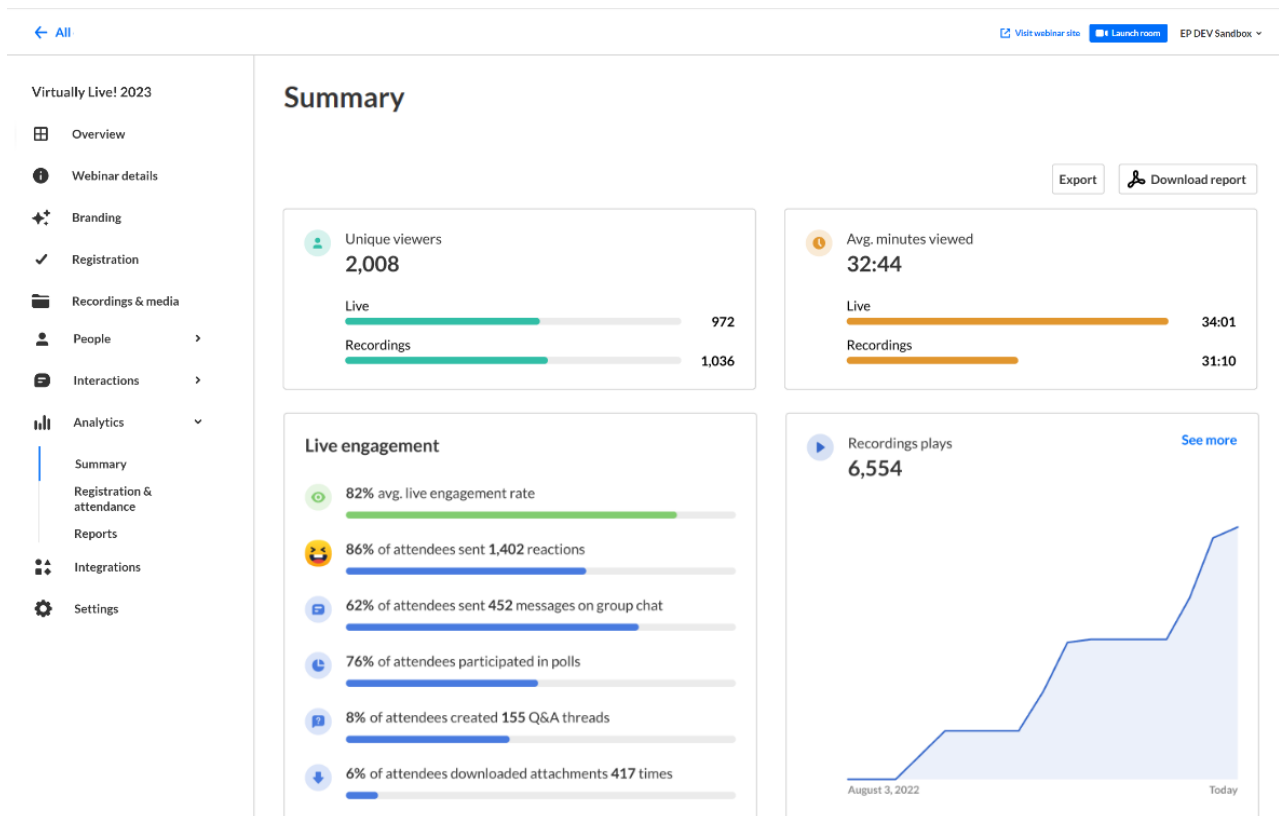 All
Visit webinar site
Launch room
EP DEV Sandbox
Virtually Live! 2023
Overview
Webinar details
Branding
Registration
Recordings & media
People
Interactions
Analytics
Summary
Registration &
attendance
Reports
Integrations
Settings
Summary
Export
Download report
Unique viewers
2,008
Live
972
Recordings
1,036
Avg. minutes viewed
32:44
Live
34:01
Recordings
31:10
Live engagement
82% avg. live engagement rate
86% of attendees sent 1,402 reactions
62% of attendees sent 452 messages on group chat
76% of attendees participated in polls
8% of attendees created 155 Q&A threads
6% of attendees downloaded attachments 417 times
Recordings plays
See more
6,554
August 3, 2022
Today